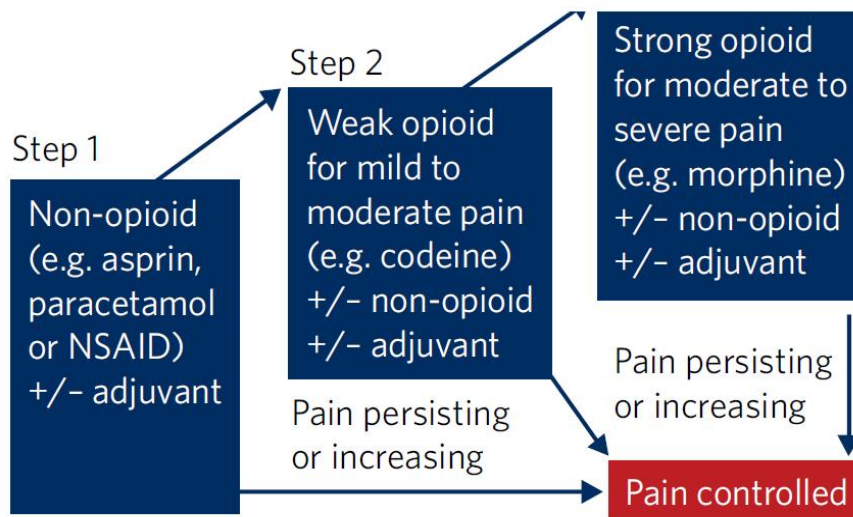 Step 1
Non-opioid
(e.g. asprin,
paracetamol
or NSAID)
+/– adjuvant
Step 2
Weak opioid
for mild to
moderate pain
(e.g. codeine)
+/– non-opioid
+/– adjuvant
Strong opioid
for moderate to
severe pain
(e.g. morphine)
+/– non-opioid
+/– adjuvant
Pain persisting
or increasing
Pain persisting
or increasing
Pain controlled